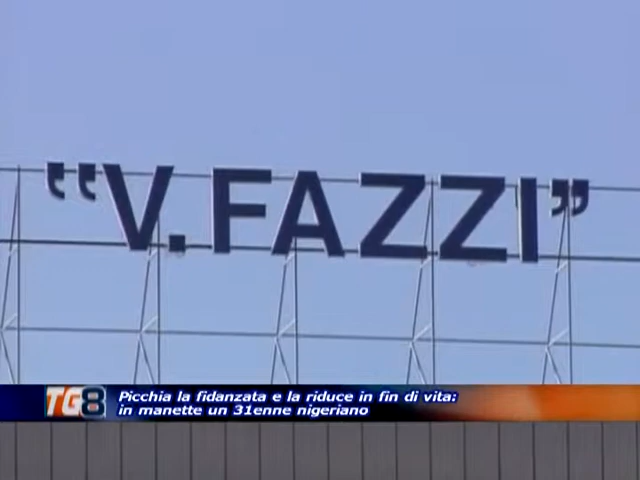 “V.FAZZI”
TG8
Picchia la fidanzata e la riduce in fin di vita:
in manette un 31enne nigeriano